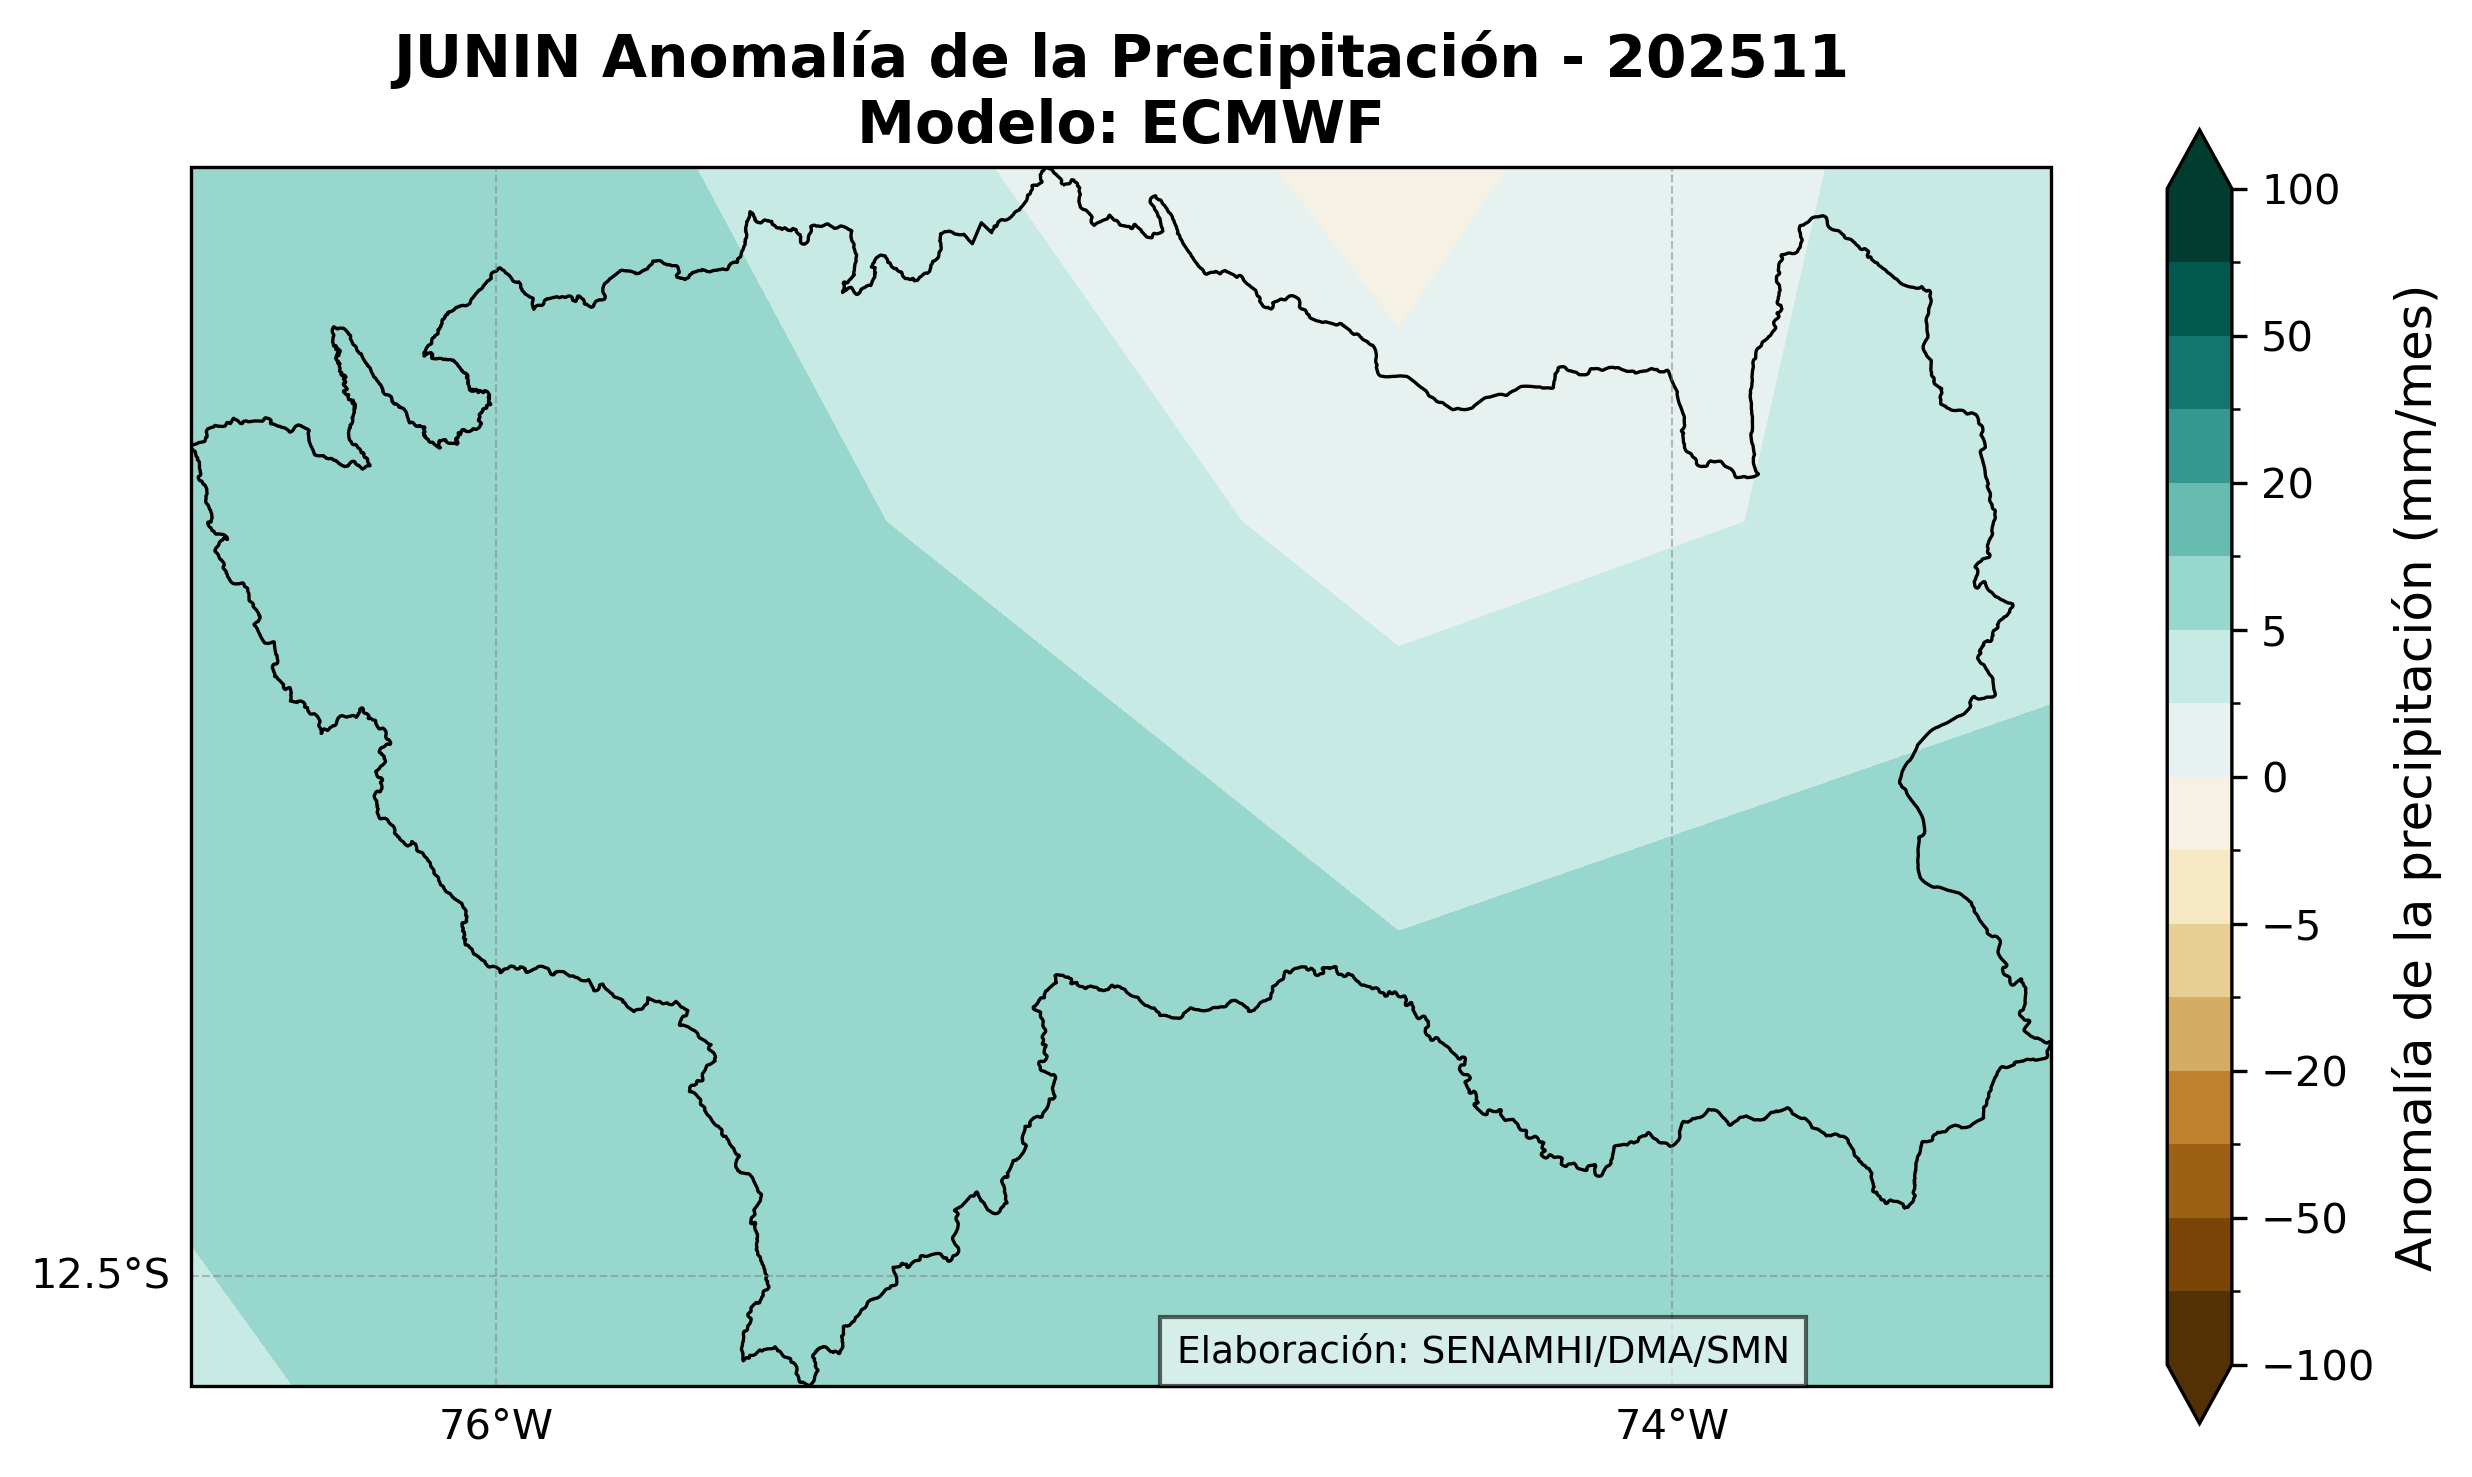 JUNIN Anomalía de la Precipitación - 202511
Modelo: ECMWF
100
50
20
5
0
−5
−20
−50
−100
Anomalía de la precipitación (mm/mes)
12.5°S
Elaboración: SENAMHI/DMA/SMN
76°W
74°W